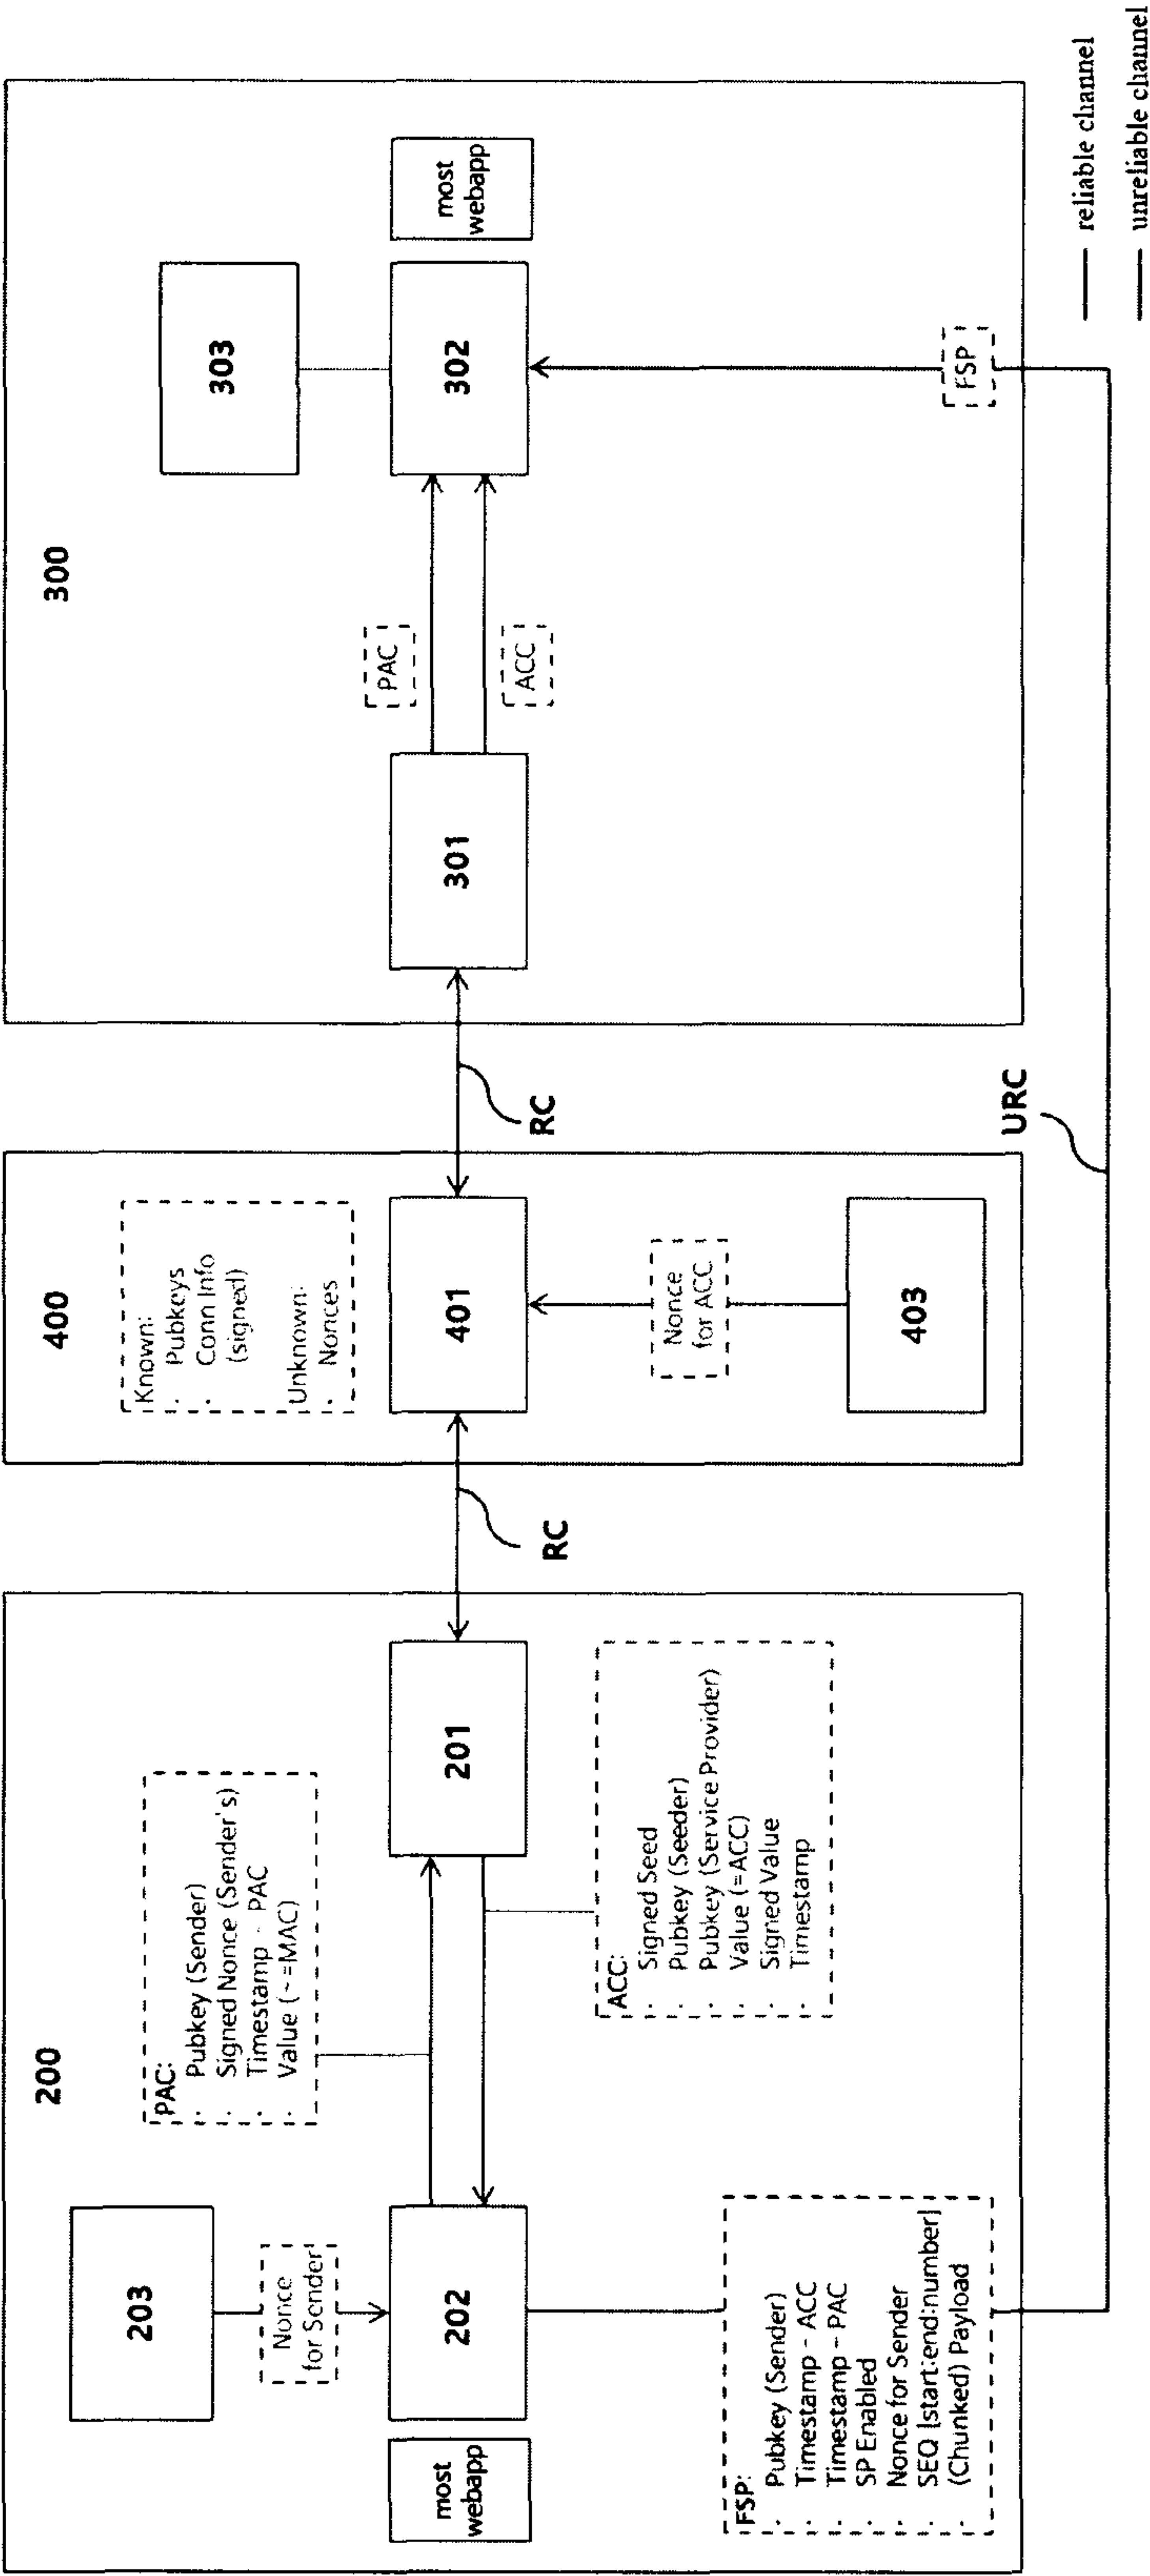 200
203
Nonce
for Sender
most
webapp
202
PAC:
· Pubkey (Sender)
· Signed Nonce (Sender's)
· Timestamp - PAC
· Value (~=MAC)
201
ACC:
· Signed Seed
· Pubkey (Seeder)
· Pubkey (Service Provider)
· Value (=ACC)
· Signed Value
· Timestamp
FSP:
· Pubkey (Sender)
· Timestamp - ACC
· Timestamp - PAC
· SP Enabled
· Nonce for Sender
· SEQ [start:end:number]
· (Chunked) Payload
RC
400
Known:
· Pubkeys
· Conn Info
(signed)
Unknown:
· Nonces
401
Nonce
for ACC
403
RC
URC
300
301
PAC
ACC
303
302
most
webapp
FSP
reliable channel
unreliable channel